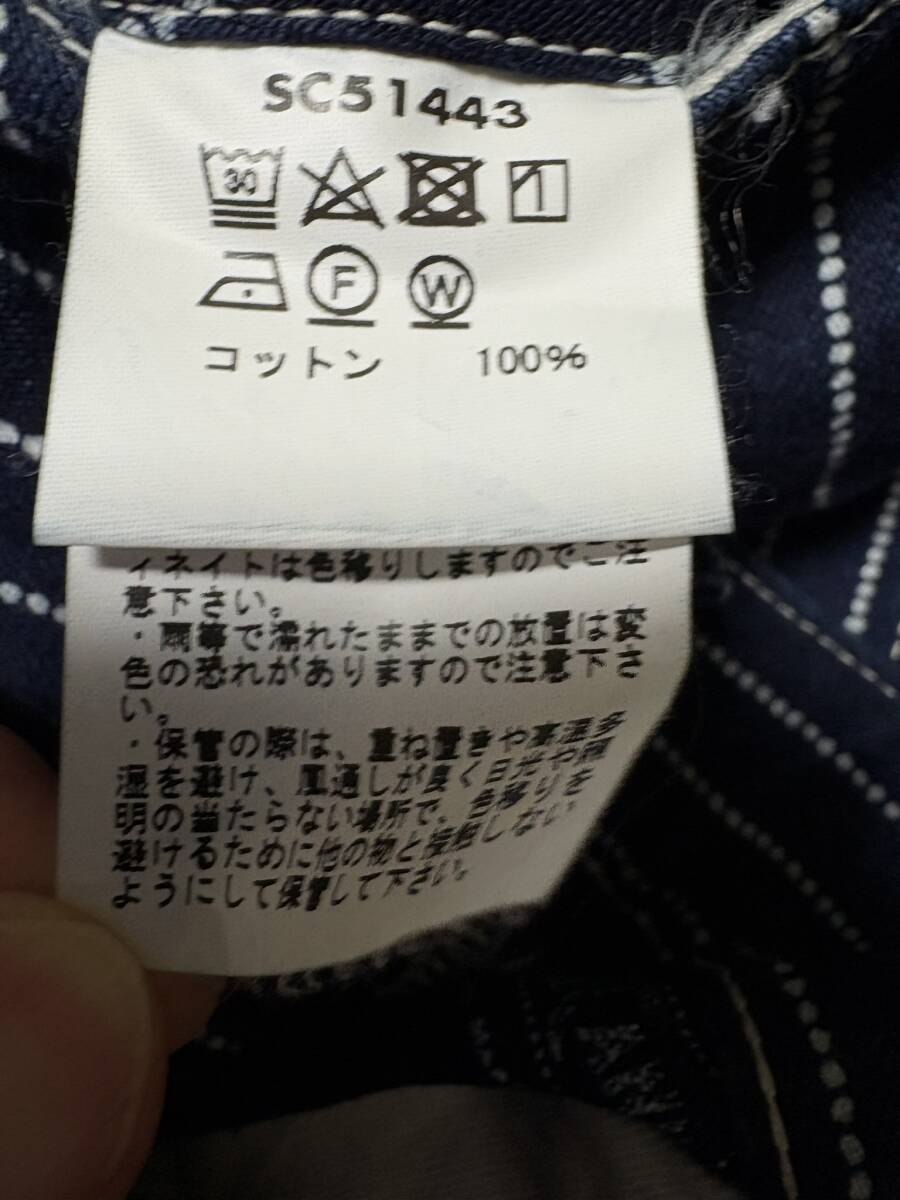 SC51443
30
F W
コットン 100%
ィネイトは色移りしますのでご注
意下さい。
・雨等で濡れたままでの放置は変
色の恐れがありますので注意下さ
い。
・保管の際は、重ね置きや高温多
湿を避け、風通しが良く日光や照
明の当たらない場所で、色移りを
避けるために他の物と接触しない
ようにして保管して下さい。